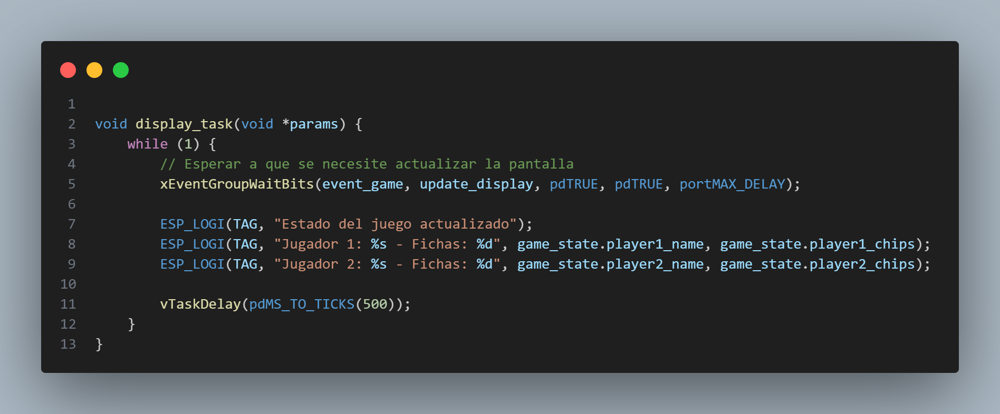 1
2 void display_task(void *params) {
3     while (1) {
4         // Esperar a que se necesite actualizar la pantalla
5         xEventGroupWaitBits(event_game, update_display, pdTRUE, pdTRUE, portMAX_DELAY);
6
7         ESP_LOGI(TAG, "Estado del juego actualizado");
8         ESP_LOGI(TAG, "Jugador 1: %s - Fichas: %d", game_state.player1_name, game_state.player1_chips);
9         ESP_LOGI(TAG, "Jugador 2: %s - Fichas: %d", game_state.player2_name, game_state.player2_chips);
10
11         vTaskDelay(pdMS_TO_TICKS(500));
12     }
13 }